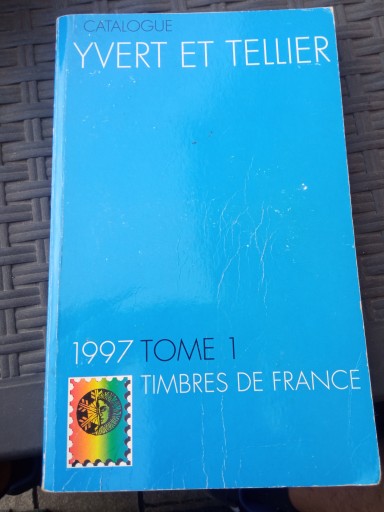 CATALOGUE
YVERT ET TELLIER
1997 TOME 1
TIMBRES DE FRANCE